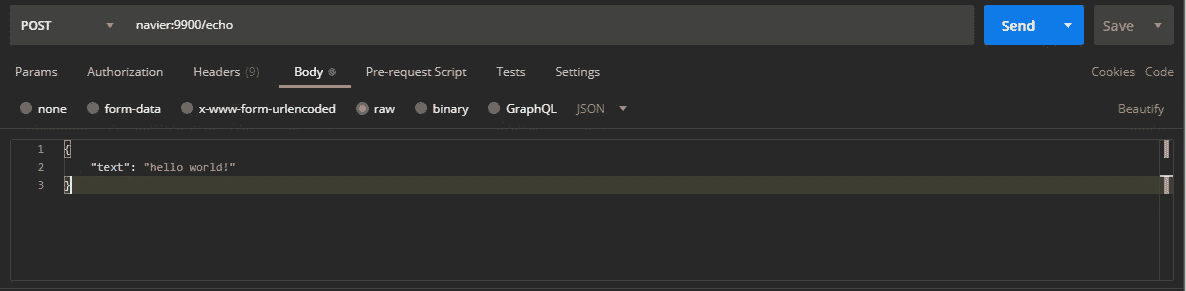 POST navier:9900/echo Send Save
Params Authorization Headers (9) Body Pre-request Script Tests Settings Cookies Code
none form-data x-www-form-urlencoded raw binary GraphQL JSON Beautify
1 {
2 "text": "hello world!"
3 }